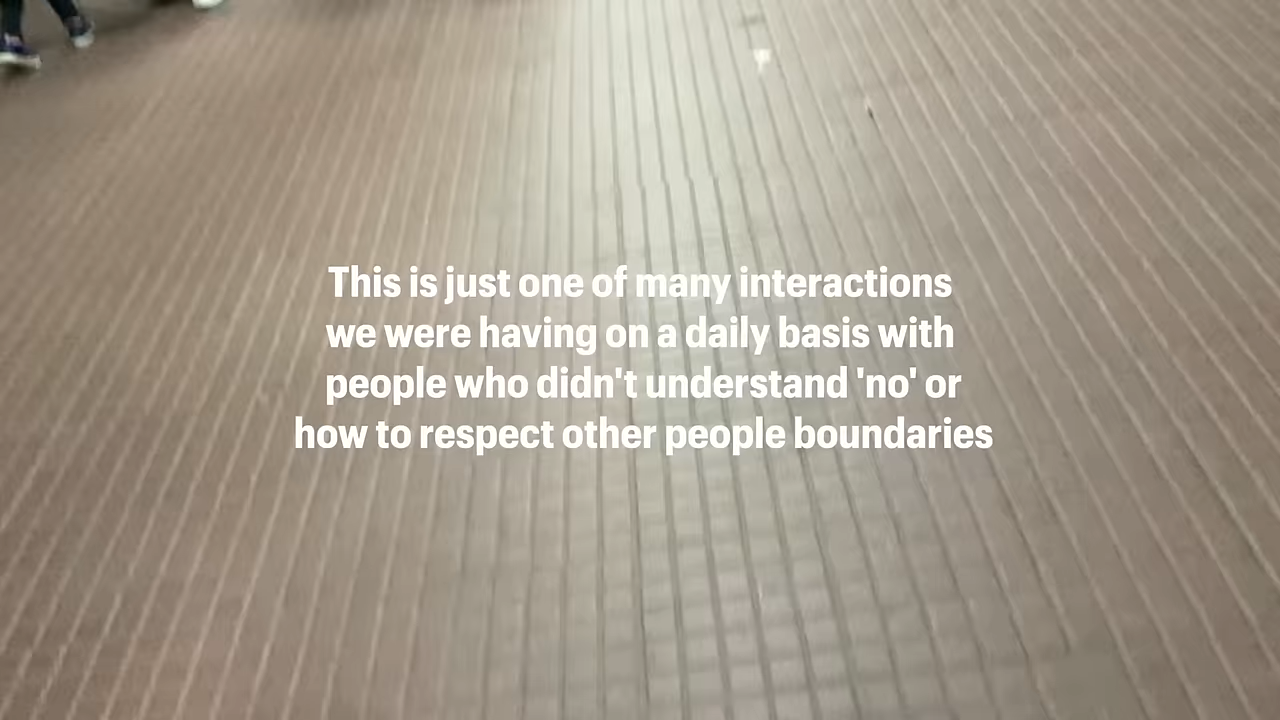 This is just one of many interactions
we were having on a daily basis with
people who didn't understand 'no' or
how to respect other people boundaries